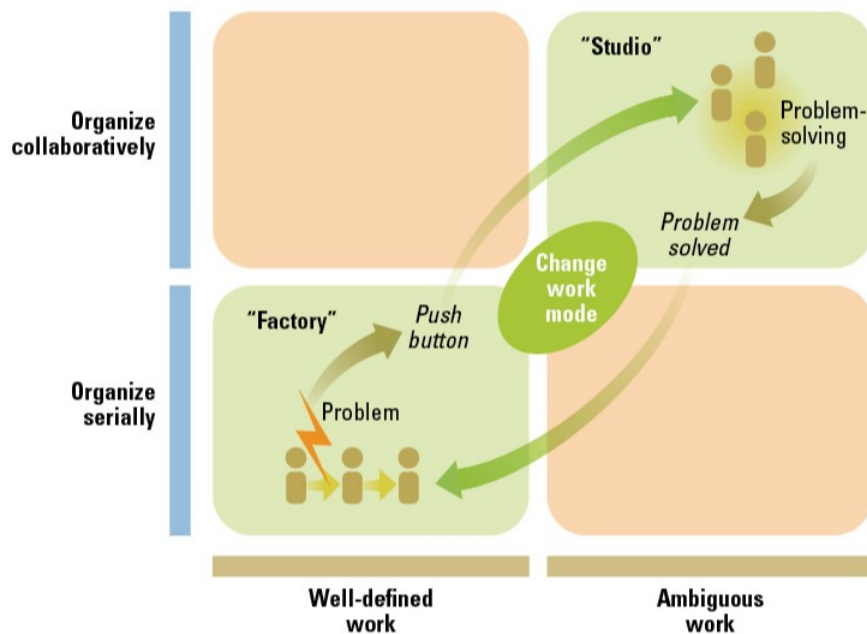 “Studio”
Organize
collaboratively
Problem-
solving
Problem
solved
Change
work
mode
“Factory”
Push
button
Organize
serially
Problem
Well-defined
work
Ambiguous
work